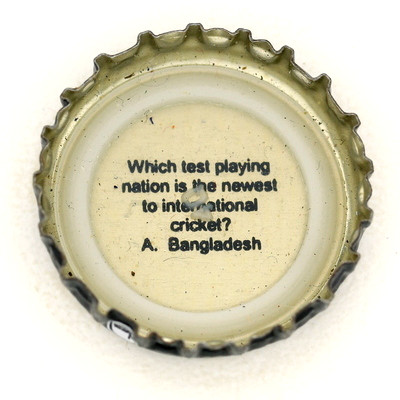 Which test playing
nation is the newest
to international
cricket?
A. Bangladesh